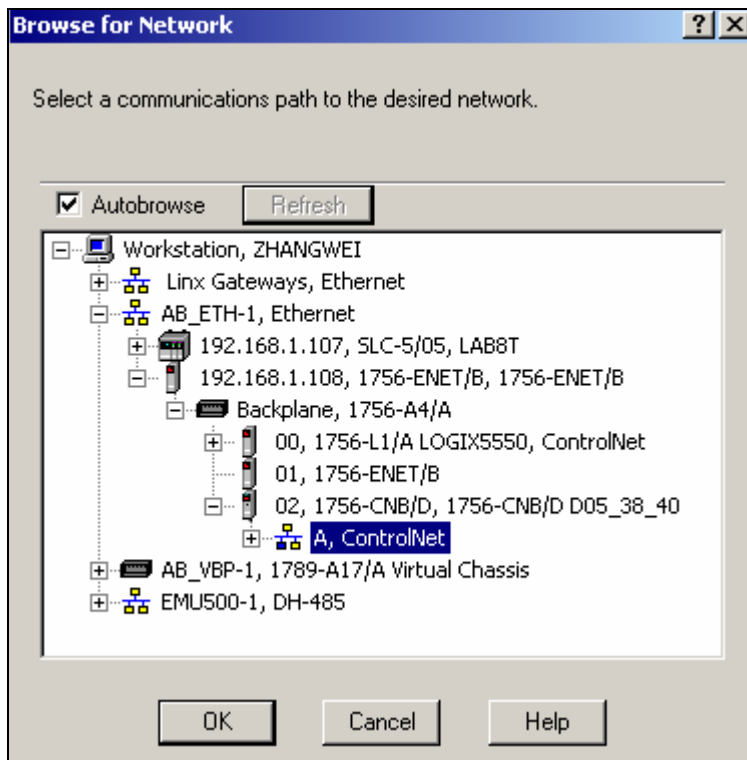 Browse for Network
Select a communications path to the desired network.
Autobrowse
Refresh
Workstation, ZHANGWEI
Linx Gateways, Ethernet
AB_ETH-1, Ethernet
192.168.1.107, SLC-5/05, LAB8T
192.168.1.108, 1756-ENET/B, 1756-ENET/B
Backplane, 1756-A4/A
00, 1756-L1/A LOGIX5550, ControlNet
01, 1756-ENET/B
02, 1756-CNB/D, 1756-CNB/D D05_38_40
A, ControlNet
AB_VBP-1, 1789-A17/A Virtual Chassis
EMU500-1, DH-485
OK
Cancel
Help